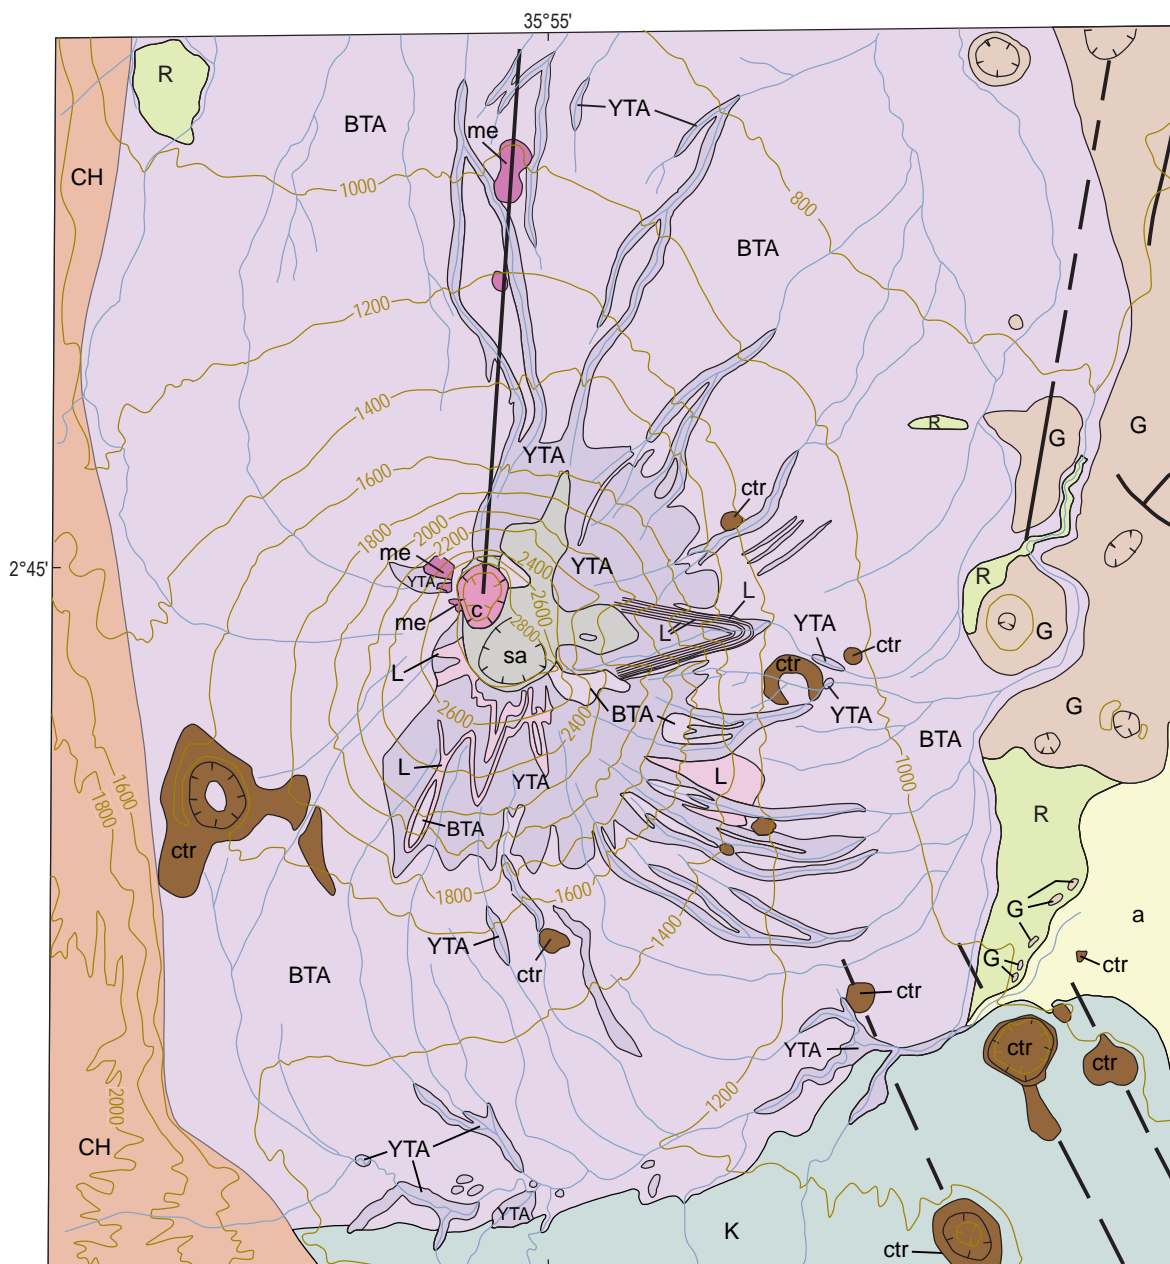 35°55'
R
BTA
YTA
me
CH
1000
800
BTA
1200
1400
R
G
G
YTA
1600
ctr
1800
2000
2200
me
2400
YTA
2°45'
YTA
R
L
2600
c
L
YTA
ctr
me
2800
G
sa
ctr
L
G
BTA
YTA
2600
2400
BTA
L
YTA
L
1000
1600
1800
R
BTA
ctr
1800
1600
G
a
1400
YTA
G
ctr
BTA
ctr
ctr
YTA
ctr
ctr
1200
2000
CH
YTA
YTA
K
ctr